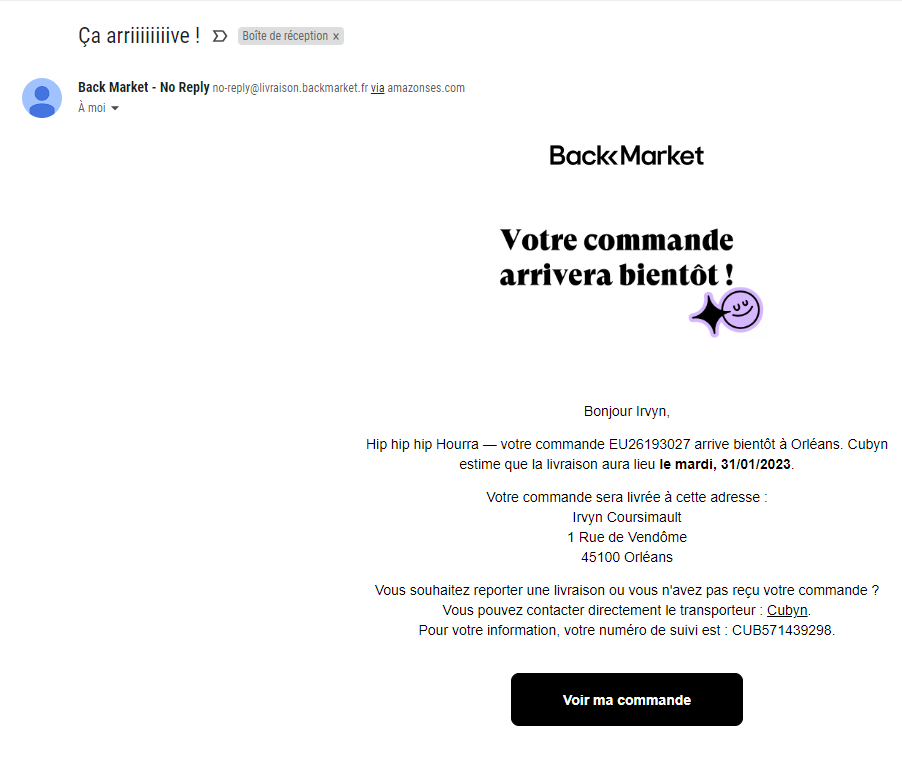 Ça arriiiiiiiive !
Boîte de réception x
Back Market - No Reply no-reply@livraison.backmarket.fr via amazonses.com
À moi
Back Market
Votre commande
arrivera bientôt !
Bonjour Irvyn,
Hip hip hip Hourra — votre commande EU26193027 arrive bientôt à Orléans. Cubyn
estime que la livraison aura lieu le mardi, 31/01/2023.
Votre commande sera livrée à cette adresse :
Irvyn Coursimault
1 Rue de Vendôme
45100 Orléans
Vous souhaitez reporter une livraison ou vous n'avez pas reçu votre commande ?
Vous pouvez contacter directement le transporteur : Cubyn.
Pour votre information, votre numéro de suivi est : CUB571439298.
Voir ma commande